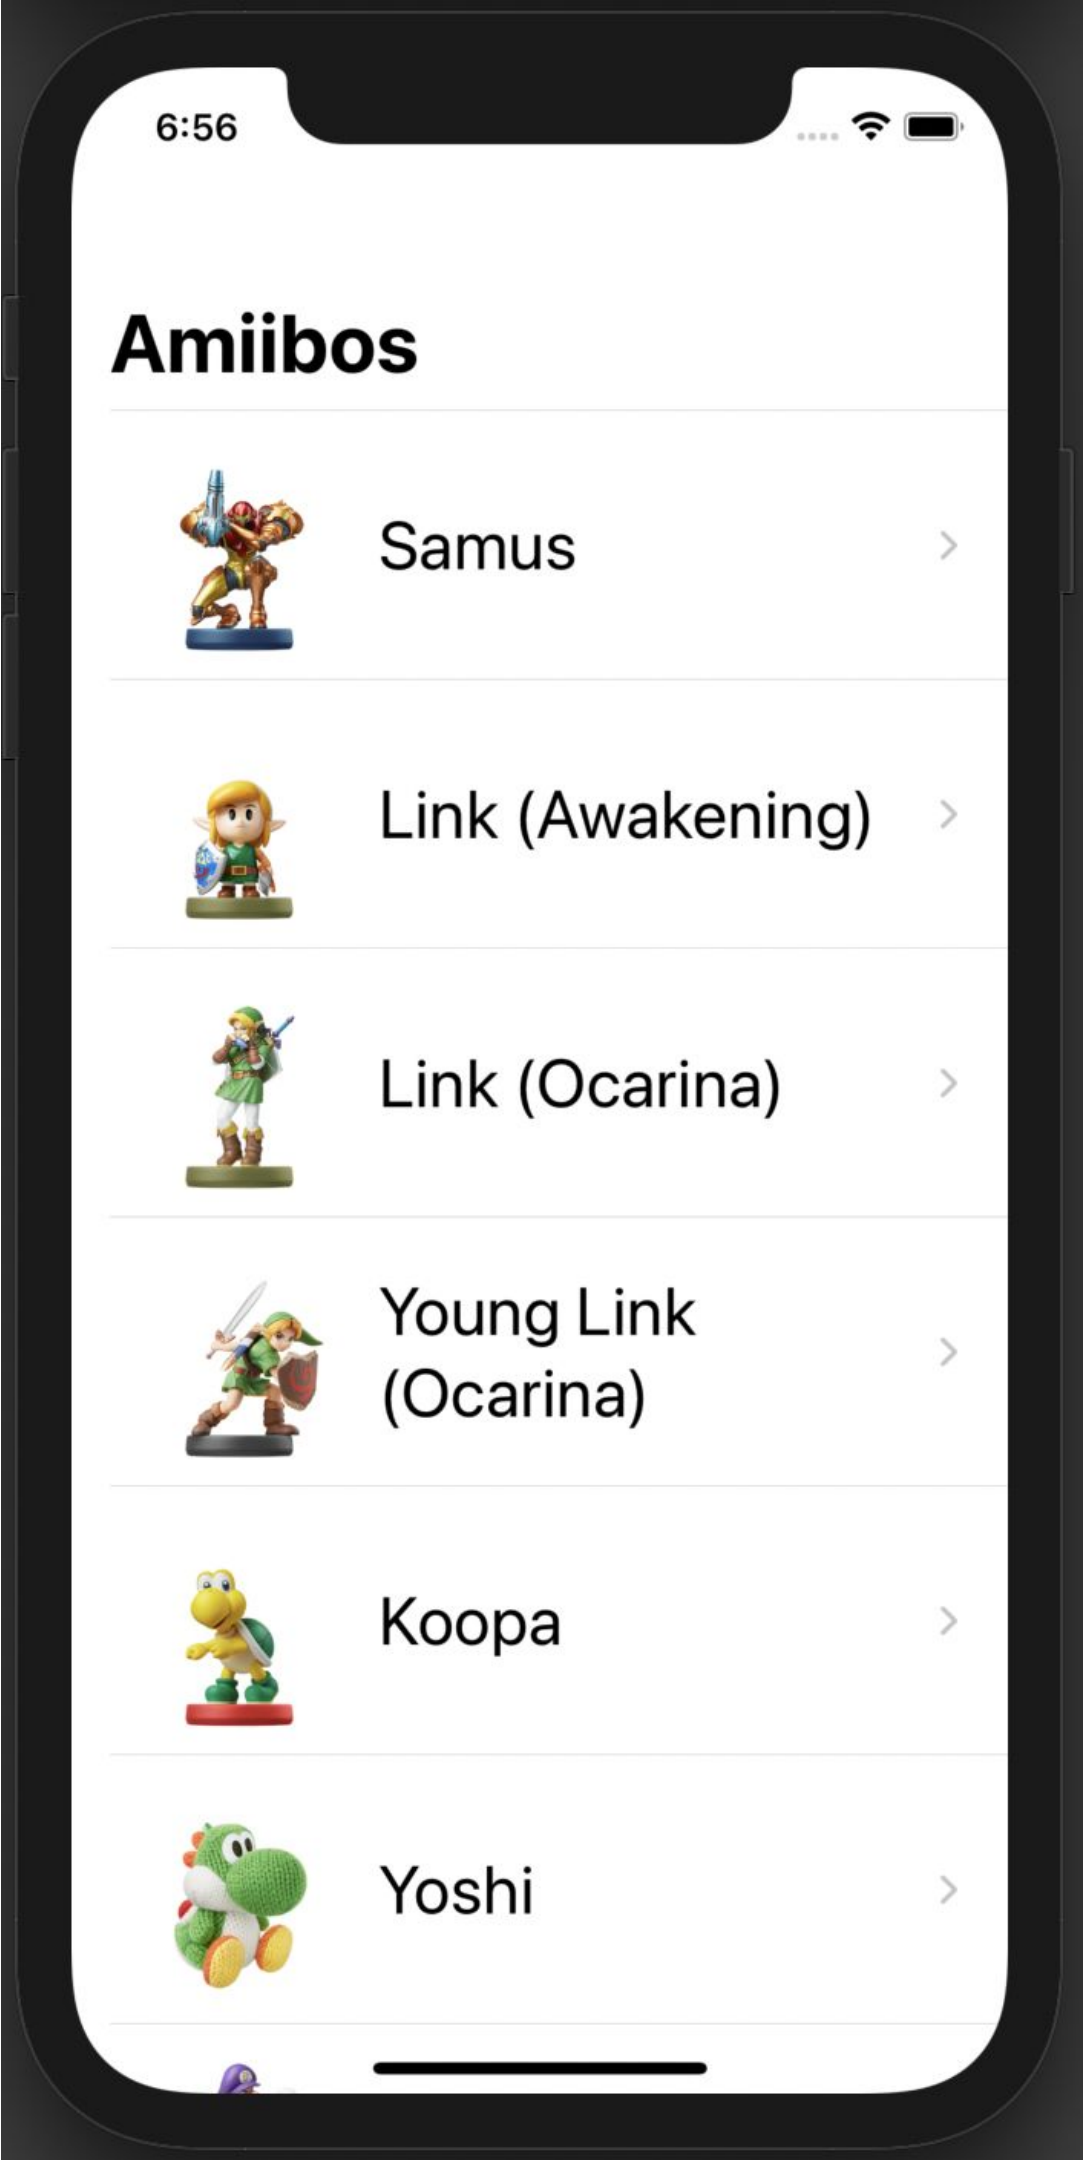 6:56
Amiibos
Samus
Link (Awakening)
Link (Ocarina)
Young Link
(Ocarina)
Koopa
Yoshi